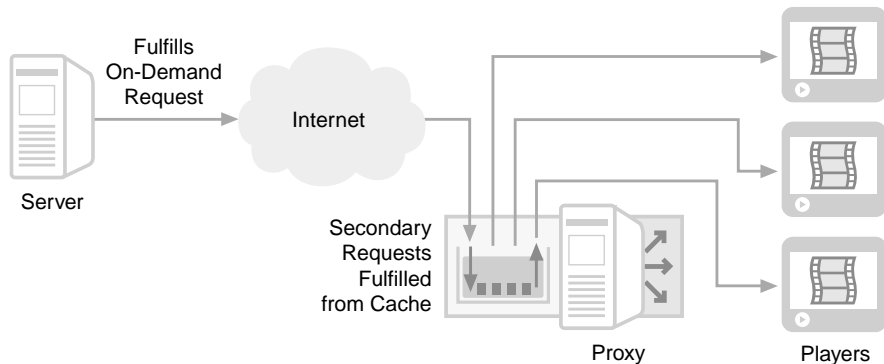 Fulfills
On-Demand
Request
Internet
Server
Secondary
Requests
Fulfilled
from Cache
Proxy
Players